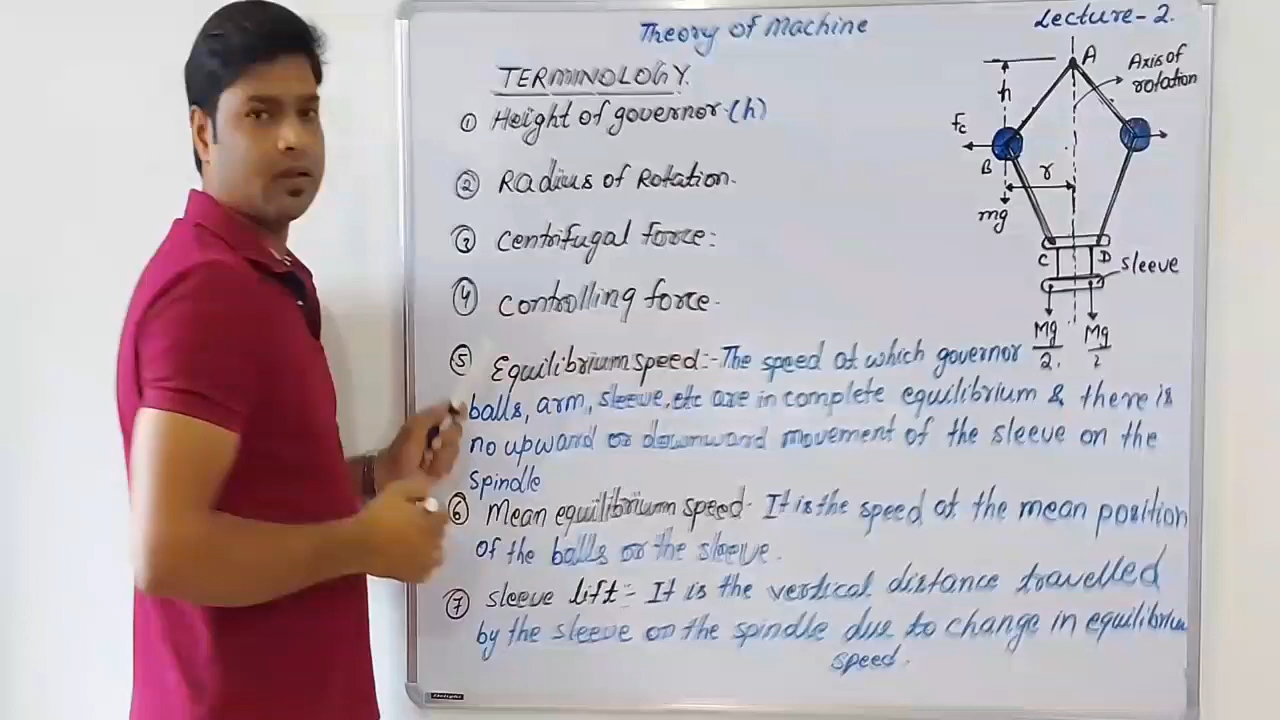 Theory of Machine
Lecture-2.
TERMINOLOGY.
① Height of governor.(h)
② Radius of Rotation.
③ Centrifugal force:
④ Controlling force.
⑤ Equilibrium speed:- The speed at which governor
balls, arm, sleeve, etc are in complete equilibrium & there is
no upward or downward movement of the sleeve on the
spindle
⑥ Mean equilibrium speed- It is the speed at the mean position
of the balls or the sleeve.
⑦ sleeve lift:- It is the vertical distance travelled
by the sleeve on the spindle due to change in equilibrium
speed.
A
Axis of
rotation
h
Fc
B
r
mg
C
D
sleeve
Mg
2.
Mg
2
Delight